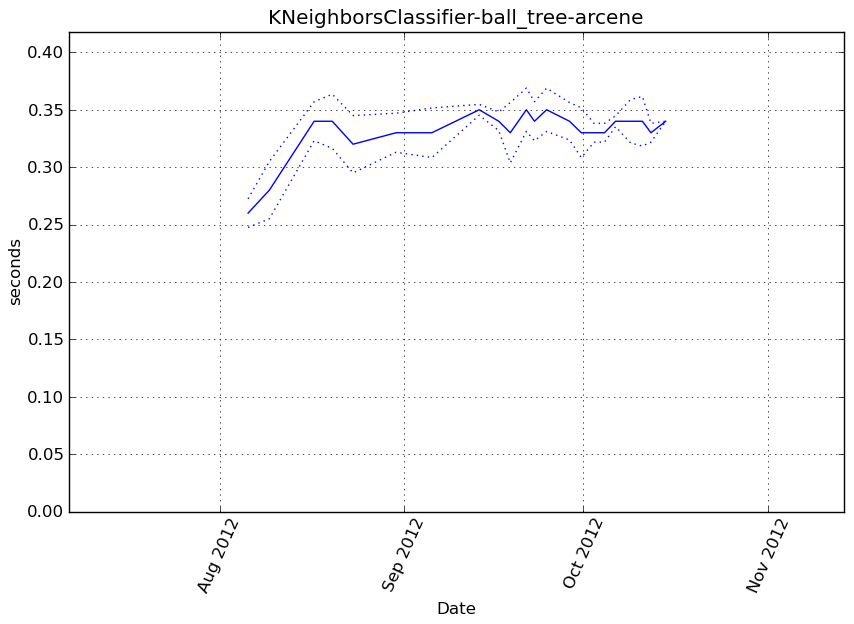 KNeighborsClassifier-ball_tree-arcene
0.40
0.35
0.30
0.25
0.20
0.15
0.10
0.05
0.00
seconds
Aug 2012
Sep 2012
Oct 2012
Nov 2012
Date